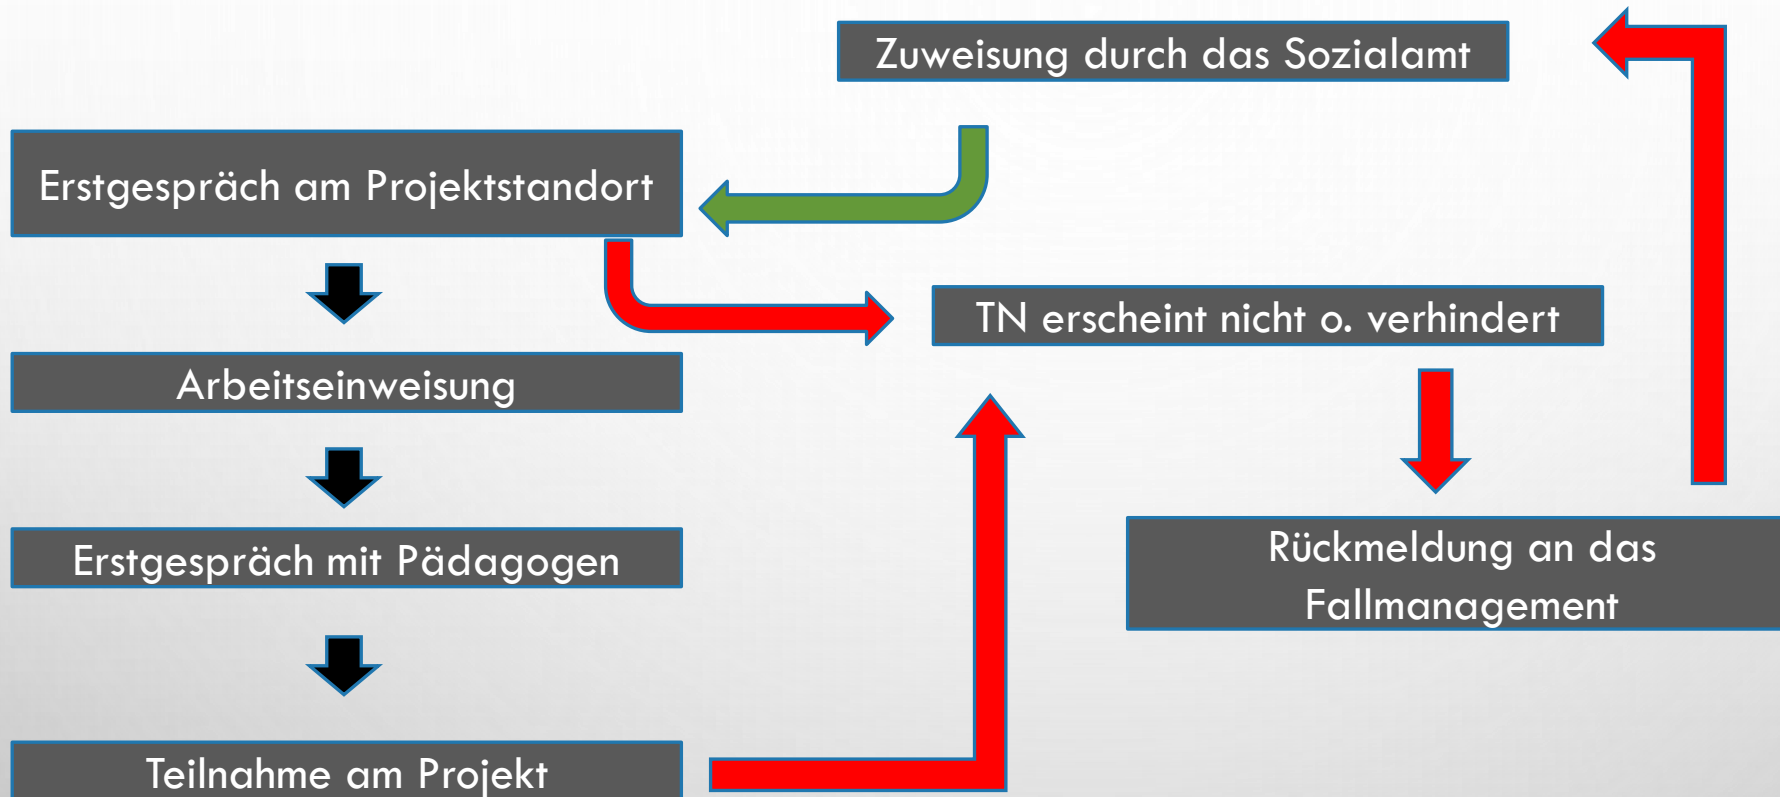 Zuweisung durch das Sozialamt
Erstgespräch am Projektstandort
TN erscheint nicht o. verhindert
Arbeitseinweisung
Erstgespräch mit Pädagogen
Rückmeldung an das
Fallmanagement
Teilnahme am Projekt